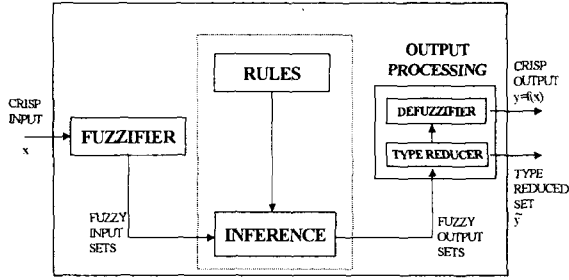 OUTPUT
PROCESSING
CRISP
OUTPUT
y=f(x)
RULES
DEFUZZIFIER
CRISP
INPUT
x
FUZZIFIER
TYPE REDUCER
TYPE
REDUCED
SET
ỹ
FUZZY
INPUT
SETS
INFERENCE
FUZZY
OUTPUT
SETS